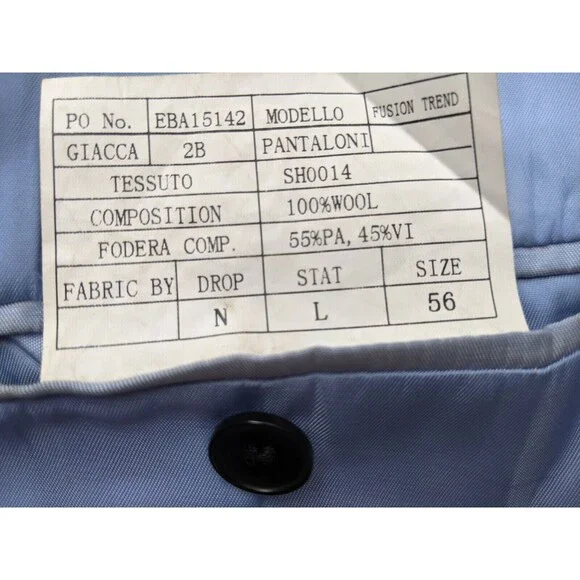 PO No. EBA15142 MODELLO FUSION TREND
GIACCA 2B PANTALONI
TESSUTO SH0014
COMPOSITION 100%WOOL
FODERA COMP. 55%PA, 45%VI
FABRIC BY DROP STAT SIZE
N L 56